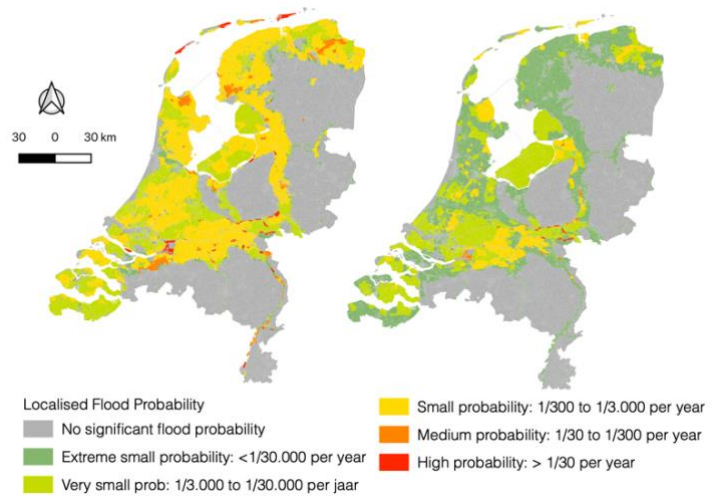 30 0 30 km
Localised Flood Probability
No significant flood probability
Extreme small probability: <1/30.000 per year
Very small prob: 1/3.000 to 1/30.000 per jaar
Small probability: 1/300 to 1/3.000 per year
Medium probability: 1/30 to 1/300 per year
High probability: > 1/30 per year